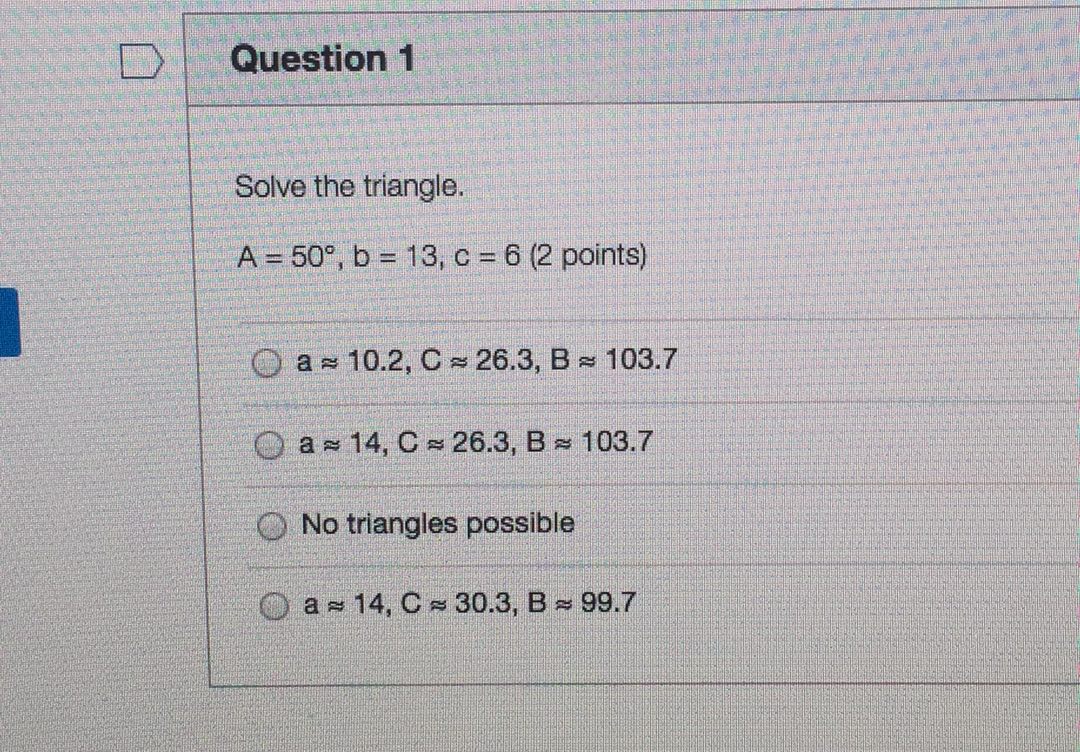 Question 1
Solve the triangle.
A = 50°, b = 13, c = 6 (2 points)
a ≈ 10.2, C ≈ 26.3, B ≈ 103.7
a ≈ 14, C ≈ 26.3, B ≈ 103.7
No triangles possible
a ≈ 14, C ≈ 30.3, B ≈ 99.7